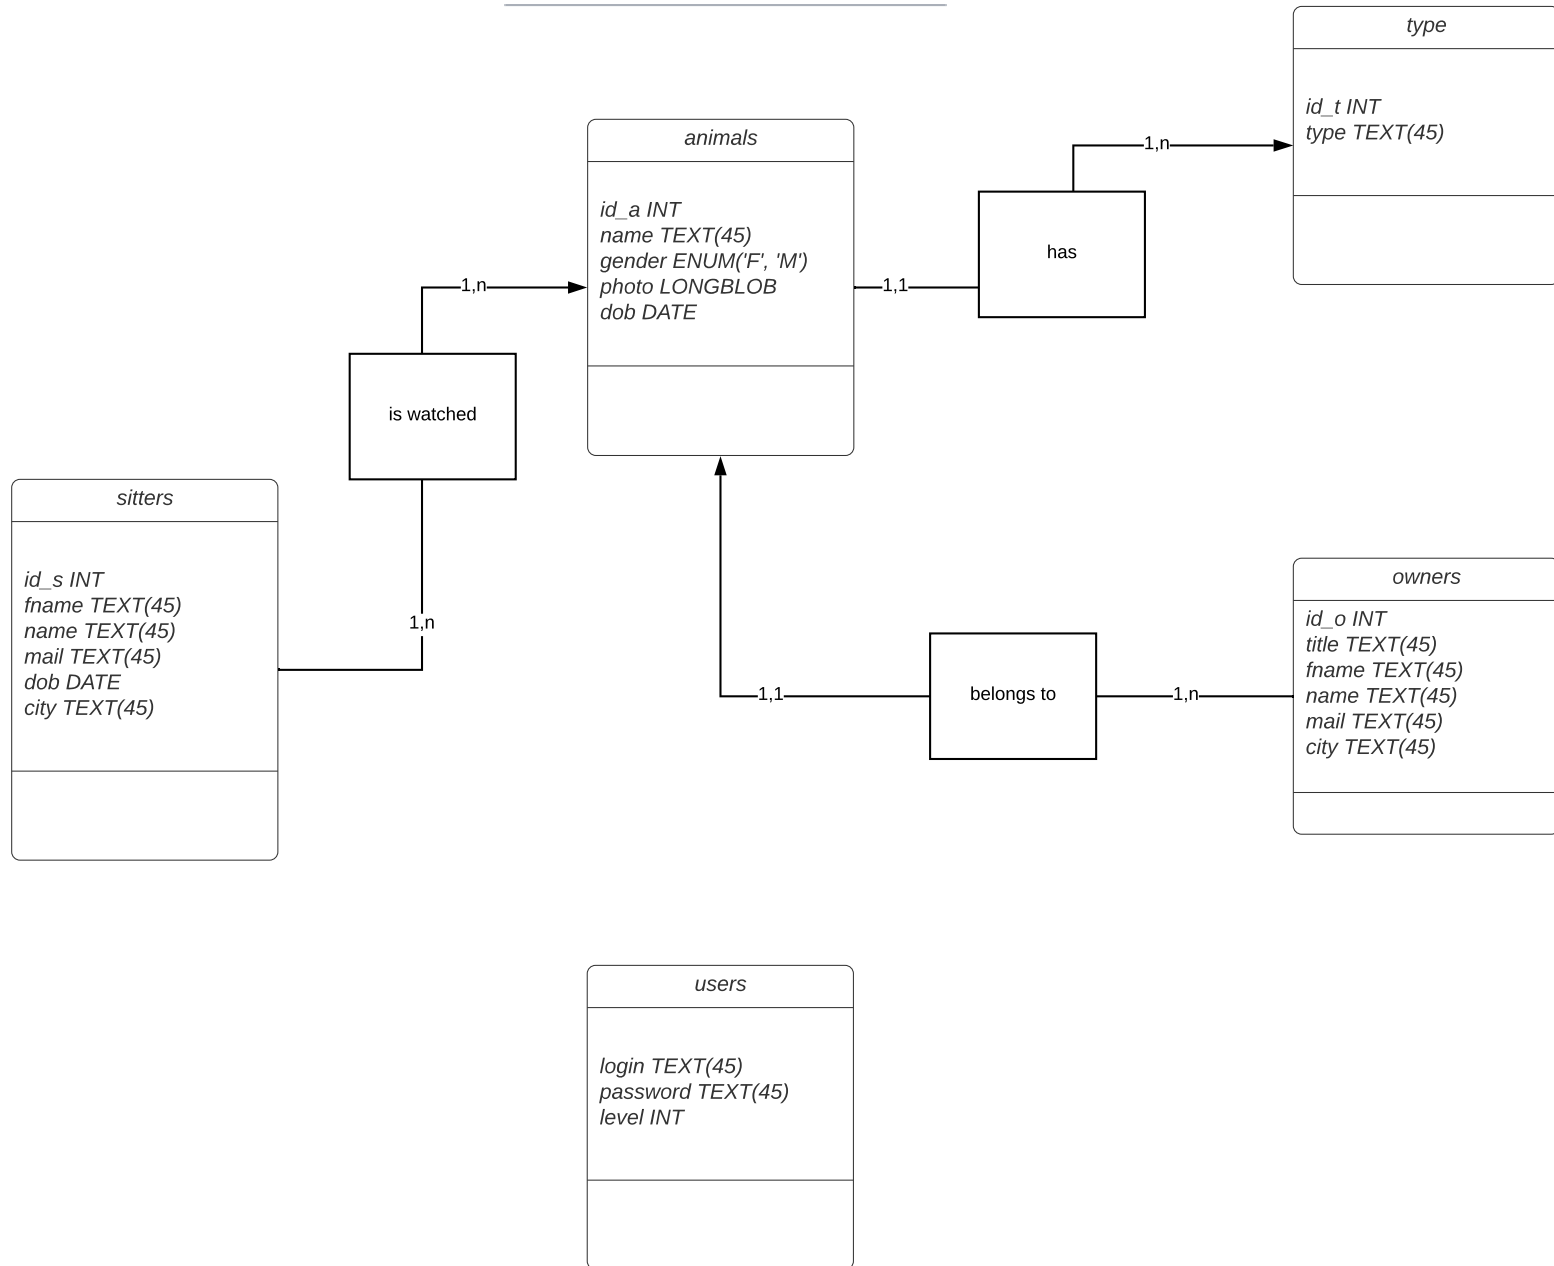 type
id_t INT
type TEXT(45)
animals
id_a INT
name TEXT(45)
gender ENUM('F', 'M')
photo LONGBLOB
dob DATE
1,n
has
1,1
1,n
is watched
1,n
sitters
id_s INT
fname TEXT(45)
name TEXT(45)
mail TEXT(45)
dob DATE
city TEXT(45)
owners
id_o INT
title TEXT(45)
fname TEXT(45)
name TEXT(45)
mail TEXT(45)
city TEXT(45)
belongs to
1,1
1,n
users
login TEXT(45)
password TEXT(45)
level INT